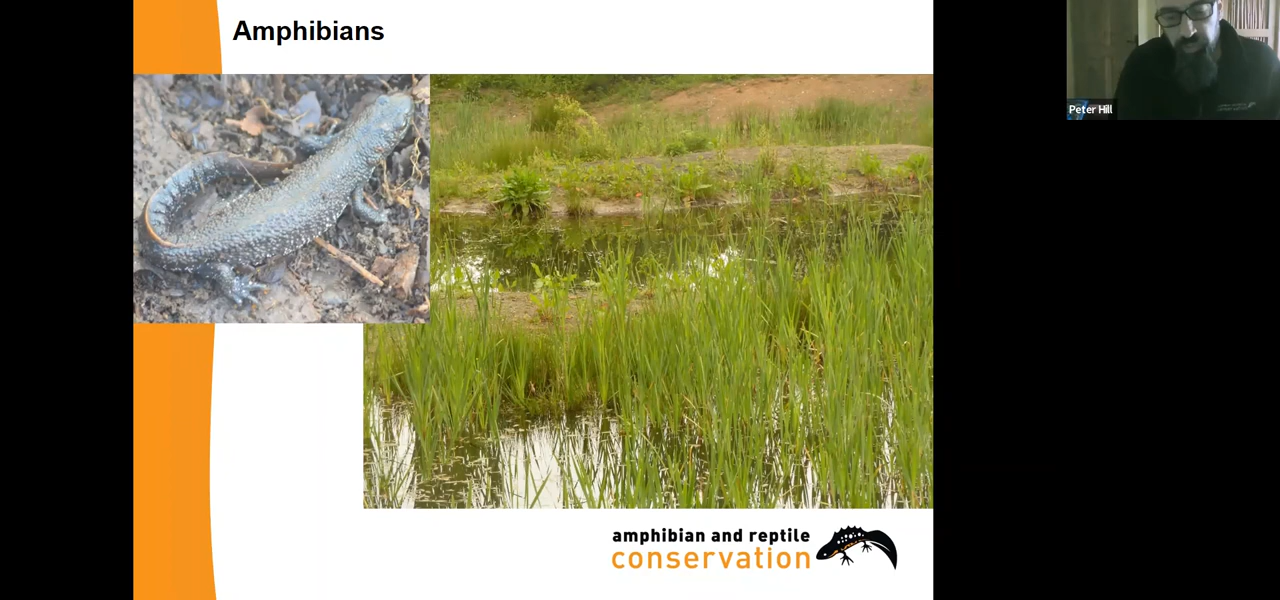 Amphibians
Peter Hill
amphibian and reptile
conservation